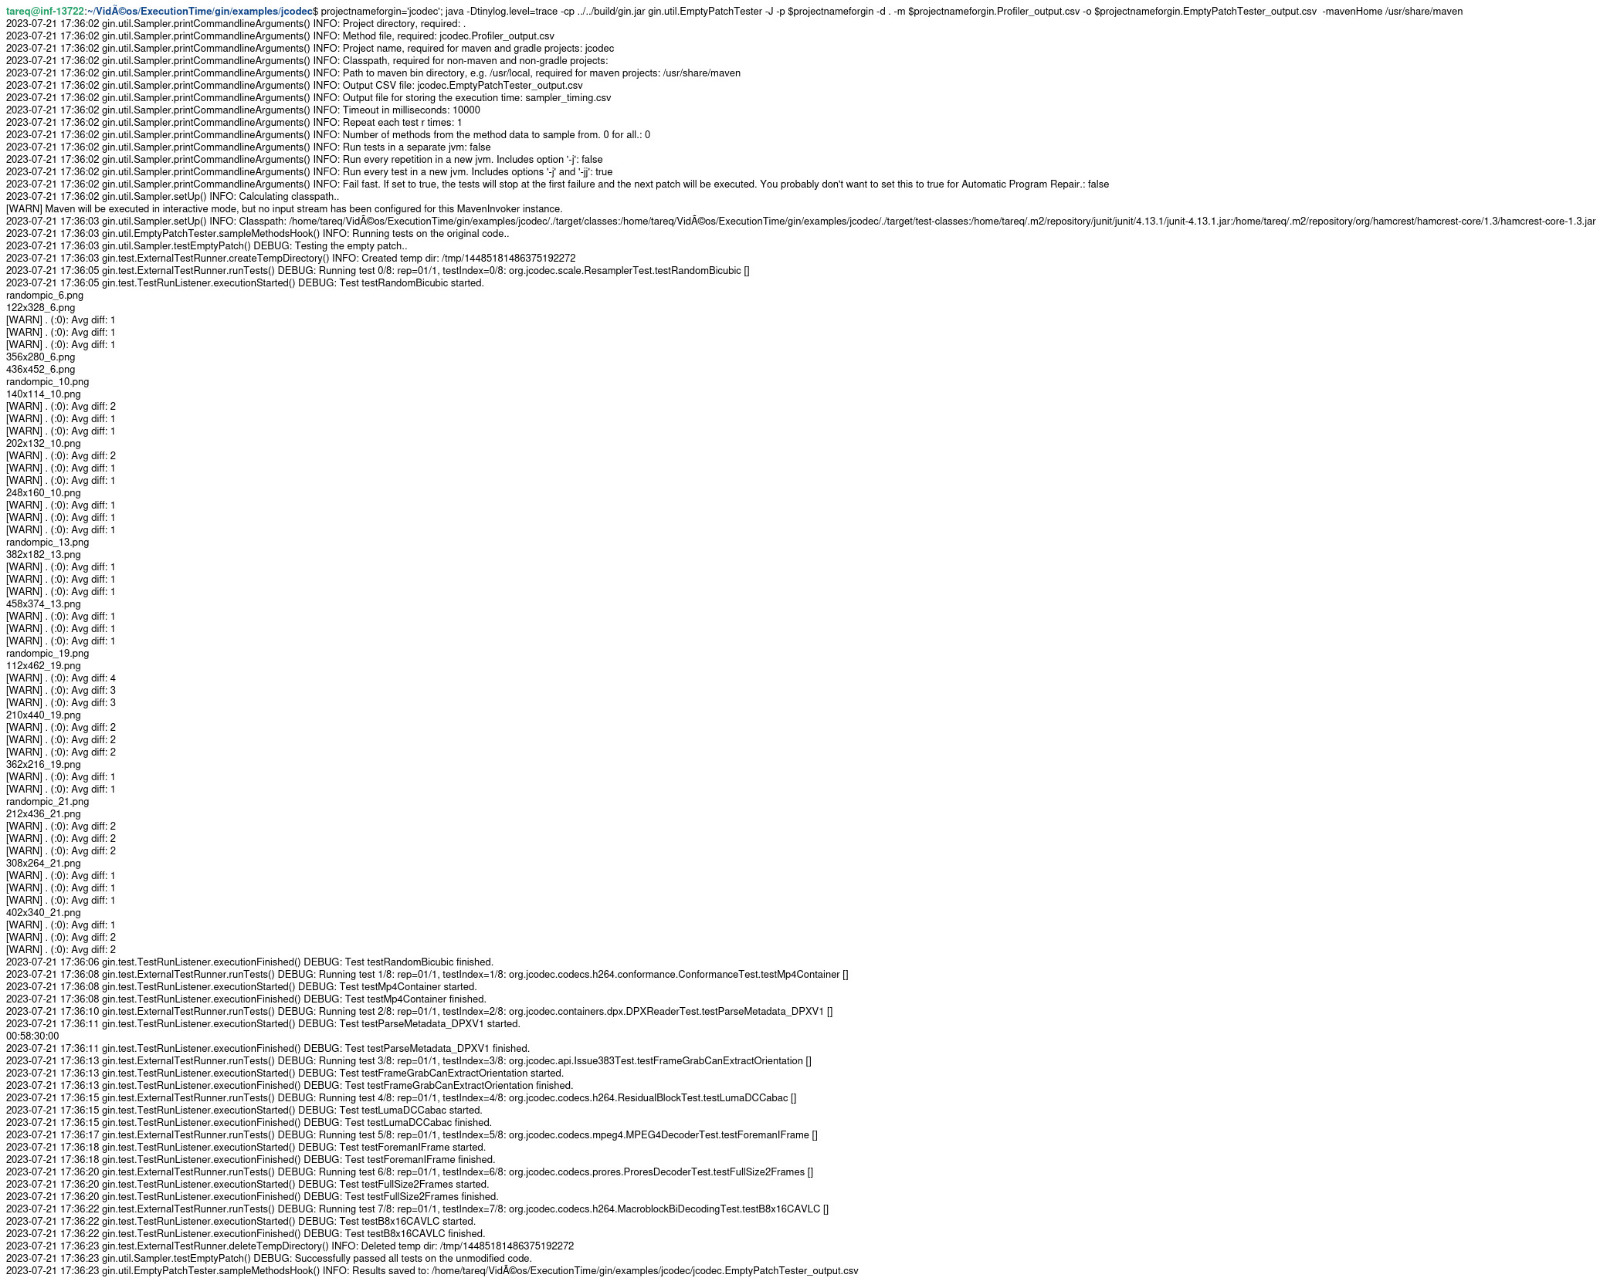 tareq@inf-13722:~/VidÃ©os/ExecutionTime/gin/examples/jcodec$ projectnameforgin='jcodec'; java -Dtinylog.level=trace -cp ../../build/gin.jar gin.util.EmptyPatchTester -J -p $projectnameforgin -d . -m $projectnameforgin.Profiler_output.csv -o $projectnameforgin.EmptyPatchTester_output.csv  -mavenHome /usr/share/maven
2023-07-21 17:36:02 gin.util.Sampler.printCommandlineArguments() INFO: Project directory, required: .
2023-07-21 17:36:02 gin.util.Sampler.printCommandlineArguments() INFO: Method file, required: jcodec.Profiler_output.csv
2023-07-21 17:36:02 gin.util.Sampler.printCommandlineArguments() INFO: Project name, required for maven and gradle projects: jcodec
2023-07-21 17:36:02 gin.util.Sampler.printCommandlineArguments() INFO: Classpath, required for non-maven and non-gradle projects:
2023-07-21 17:36:02 gin.util.Sampler.printCommandlineArguments() INFO: Path to maven bin directory, e.g. /usr/local, required for maven projects: /usr/share/maven
2023-07-21 17:36:02 gin.util.Sampler.printCommandlineArguments() INFO: Output CSV file: jcodec.EmptyPatchTester_output.csv
2023-07-21 17:36:02 gin.util.Sampler.printCommandlineArguments() INFO: Output file for storing the execution time: sampler_timing.csv
2023-07-21 17:36:02 gin.util.Sampler.printCommandlineArguments() INFO: Timeout in milliseconds: 10000
2023-07-21 17:36:02 gin.util.Sampler.printCommandlineArguments() INFO: Repeat each test r times: 1
2023-07-21 17:36:02 gin.util.Sampler.printCommandlineArguments() INFO: Number of methods from the method data to sample from. 0 for all.: 0
2023-07-21 17:36:02 gin.util.Sampler.printCommandlineArguments() INFO: Run tests in a separate jvm: false
2023-07-21 17:36:02 gin.util.Sampler.printCommandlineArguments() INFO: Run every repetition in a new jvm. Includes option '-j': false
2023-07-21 17:36:02 gin.util.Sampler.printCommandlineArguments() INFO: Run every test in a new jvm. Includes options '-j' and '-jj': true
2023-07-21 17:36:02 gin.util.Sampler.printCommandlineArguments() INFO: Fail fast. If set to true, the tests will stop at the first failure and the next patch will be executed. You probably don't want to set this to true for Automatic Program Repair.: false
2023-07-21 17:36:02 gin.util.Sampler.setUp() INFO: Calculating classpath..
[WARN] Maven will be executed in interactive mode, but no input stream has been configured for this MavenInvoker instance.
2023-07-21 17:36:03 gin.util.Sampler.setUp() INFO: Classpath: /home/tareq/VidÃ©os/ExecutionTime/gin/examples/jcodec/./target/classes:/home/tareq/VidÃ©os/ExecutionTime/gin/examples/jcodec/./target/test-classes:/home/tareq/.m2/repository/junit/junit/4.13.1/junit-4.13.1.jar:/home/tareq/.m2/repository/org/hamcrest/hamcrest-core/1.3/hamcrest-core-1.3.jar
2023-07-21 17:36:03 gin.util.EmptyPatchTester.sampleMethodsHook() INFO: Running tests on the original code..
2023-07-21 17:36:03 gin.util.Sampler.testEmptyPatch() DEBUG: Testing the empty patch..
2023-07-21 17:36:03 gin.test.ExternalTestRunner.createTempDirectory() INFO: Created temp dir: /tmp/14485181486375192272
2023-07-21 17:36:05 gin.test.ExternalTestRunner.runTests() DEBUG: Running test 0/8: rep=01/1, testIndex=0/8: org.jcodec.scale.ResamplerTest.testRandomBicubic []
2023-07-21 17:36:05 gin.test.TestRunListener.executionStarted() DEBUG: Test testRandomBicubic started.
randompic_6.png
122x328_6.png
[WARN] . (:0): Avg diff: 1
[WARN] . (:0): Avg diff: 1
[WARN] . (:0): Avg diff: 1
356x280_6.png
436x452_6.png
randompic_10.png
140x114_10.png
[WARN] . (:0): Avg diff: 2
[WARN] . (:0): Avg diff: 1
[WARN] . (:0): Avg diff: 1
202x132_10.png
[WARN] . (:0): Avg diff: 2
[WARN] . (:0): Avg diff: 1
[WARN] . (:0): Avg diff: 1
248x160_10.png
[WARN] . (:0): Avg diff: 1
[WARN] . (:0): Avg diff: 1
[WARN] . (:0): Avg diff: 1
randompic_13.png
382x182_13.png
[WARN] . (:0): Avg diff: 1
[WARN] . (:0): Avg diff: 1
[WARN] . (:0): Avg diff: 1
458x374_13.png
[WARN] . (:0): Avg diff: 1
[WARN] . (:0): Avg diff: 1
[WARN] . (:0): Avg diff: 1
randompic_19.png
112x462_19.png
[WARN] . (:0): Avg diff: 4
[WARN] . (:0): Avg diff: 3
[WARN] . (:0): Avg diff: 3
210x440_19.png
[WARN] . (:0): Avg diff: 2
[WARN] . (:0): Avg diff: 2
[WARN] . (:0): Avg diff: 2
362x216_19.png
[WARN] . (:0): Avg diff: 1
[WARN] . (:0): Avg diff: 1
randompic_21.png
212x436_21.png
[WARN] . (:0): Avg diff: 2
[WARN] . (:0): Avg diff: 2
[WARN] . (:0): Avg diff: 2
308x264_21.png
[WARN] . (:0): Avg diff: 1
[WARN] . (:0): Avg diff: 1
[WARN] . (:0): Avg diff: 1
402x340_21.png
[WARN] . (:0): Avg diff: 1
[WARN] . (:0): Avg diff: 2
[WARN] . (:0): Avg diff: 2
2023-07-21 17:36:06 gin.test.TestRunListener.executionFinished() DEBUG: Test testRandomBicubic finished.
2023-07-21 17:36:08 gin.test.ExternalTestRunner.runTests() DEBUG: Running test 1/8: rep=01/1, testIndex=1/8: org.jcodec.codecs.h264.conformance.ConformanceTest.testMp4Container []
2023-07-21 17:36:08 gin.test.TestRunListener.executionStarted() DEBUG: Test testMp4Container started.
2023-07-21 17:36:08 gin.test.TestRunListener.executionFinished() DEBUG: Test testMp4Container finished.
2023-07-21 17:36:10 gin.test.ExternalTestRunner.runTests() DEBUG: Running test 2/8: rep=01/1, testIndex=2/8: org.jcodec.containers.dpx.DPXReaderTest.testParseMetadata_DPXV1 []
2023-07-21 17:36:11 gin.test.TestRunListener.executionStarted() DEBUG: Test testParseMetadata_DPXV1 started.
00:58:30:00
2023-07-21 17:36:11 gin.test.TestRunListener.executionFinished() DEBUG: Test testParseMetadata_DPXV1 finished.
2023-07-21 17:36:13 gin.test.ExternalTestRunner.runTests() DEBUG: Running test 3/8: rep=01/1, testIndex=3/8: org.jcodec.api.Issue383Test.testFrameGrabCanExtractOrientation []
2023-07-21 17:36:13 gin.test.TestRunListener.executionStarted() DEBUG: Test testFrameGrabCanExtractOrientation started.
2023-07-21 17:36:13 gin.test.TestRunListener.executionFinished() DEBUG: Test testFrameGrabCanExtractOrientation finished.
2023-07-21 17:36:15 gin.test.ExternalTestRunner.runTests() DEBUG: Running test 4/8: rep=01/1, testIndex=4/8: org.jcodec.codecs.h264.ResidualBlockTest.testLumaDCCabac []
2023-07-21 17:36:15 gin.test.TestRunListener.executionStarted() DEBUG: Test testLumaDCCabac started.
2023-07-21 17:36:15 gin.test.TestRunListener.executionFinished() DEBUG: Test testLumaDCCabac finished.
2023-07-21 17:36:17 gin.test.ExternalTestRunner.runTests() DEBUG: Running test 5/8: rep=01/1, testIndex=5/8: org.jcodec.codecs.mpeg4.MPEG4DecoderTest.testForemanIFrame []
2023-07-21 17:36:18 gin.test.TestRunListener.executionStarted() DEBUG: Test testForemanIFrame started.
2023-07-21 17:36:18 gin.test.TestRunListener.executionFinished() DEBUG: Test testForemanIFrame finished.
2023-07-21 17:36:20 gin.test.ExternalTestRunner.runTests() DEBUG: Running test 6/8: rep=01/1, testIndex=6/8: org.jcodec.codecs.prores.ProresDecoderTest.testFullSize2Frames []
2023-07-21 17:36:20 gin.test.TestRunListener.executionStarted() DEBUG: Test testFullSize2Frames started.
2023-07-21 17:36:20 gin.test.TestRunListener.executionFinished() DEBUG: Test testFullSize2Frames finished.
2023-07-21 17:36:22 gin.test.ExternalTestRunner.runTests() DEBUG: Running test 7/8: rep=01/1, testIndex=7/8: org.jcodec.codecs.h264.MacroblockBiDecodingTest.testB8x16CAVLC []
2023-07-21 17:36:22 gin.test.TestRunListener.executionStarted() DEBUG: Test testB8x16CAVLC started.
2023-07-21 17:36:22 gin.test.TestRunListener.executionFinished() DEBUG: Test testB8x16CAVLC finished.
2023-07-21 17:36:23 gin.test.ExternalTestRunner.deleteTempDirectory() INFO: Deleted temp dir: /tmp/14485181486375192272
2023-07-21 17:36:23 gin.util.Sampler.testEmptyPatch() DEBUG: Successfully passed all tests on the unmodified code.
2023-07-21 17:36:23 gin.util.EmptyPatchTester.sampleMethodsHook() INFO: Results saved to: /home/tareq/VidÃ©os/ExecutionTime/gin/examples/jcodec/jcodec.EmptyPatchTester_output.csv